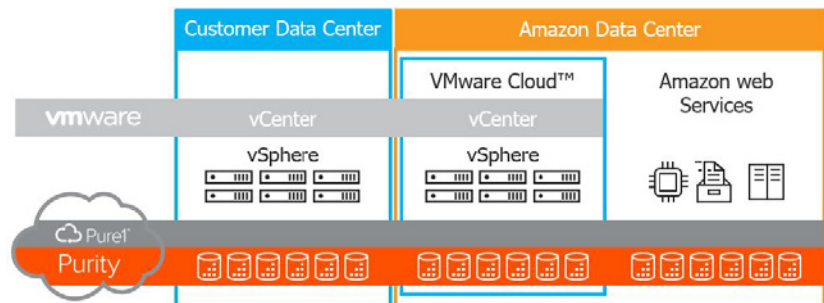 Customer Data Center
Amazon Data Center
VMware Cloud™
Amazon web
Services
vmware
vCenter
vCenter
vSphere
vSphere
Pure1®
Purity